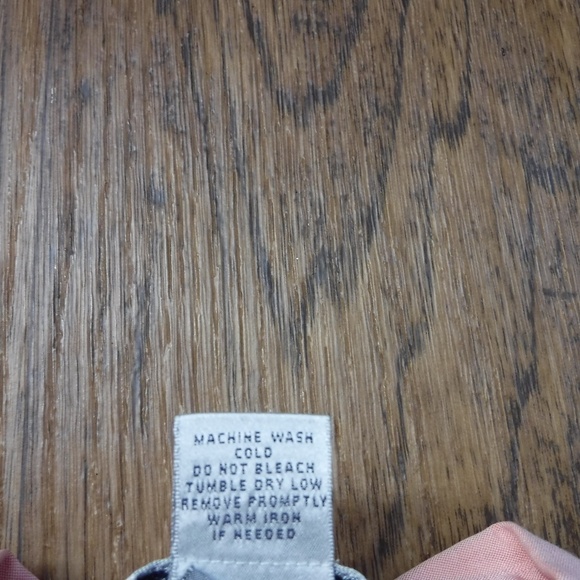 MACHINE WASH
COLD
DO NOT BLEACH
TUMBLE DRY LOW
REMOVE PROMPTLY
WARM IRON
IF NEEDED